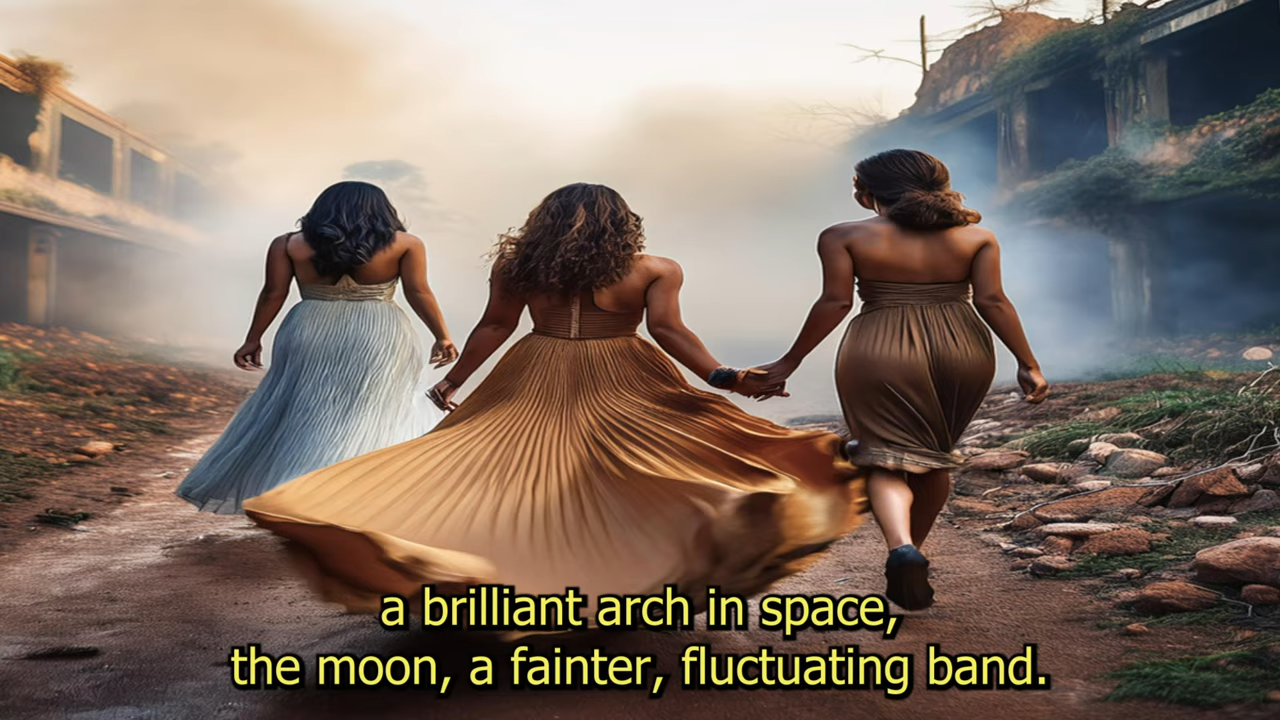 a brilliant arch in space,
the moon, a fainter, fluctuating band.